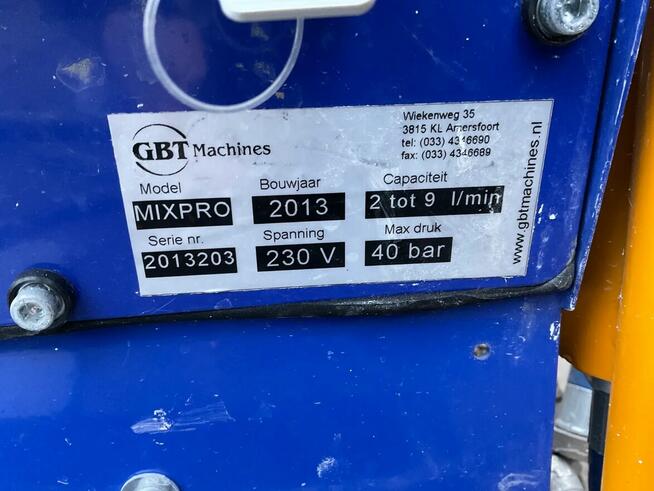 GBT Machines
Wiekenweg 35
3815 KL Amersfoort
tel: (033) 4346690
fax: (033) 4346689
Model
Bouwjaar
Capaciteit
MIXPRO
2013
2 tot 9 l/min
Serie nr.
Spanning
Max druk
2013203
230 V
40 bar
www.gbtmachines.nl